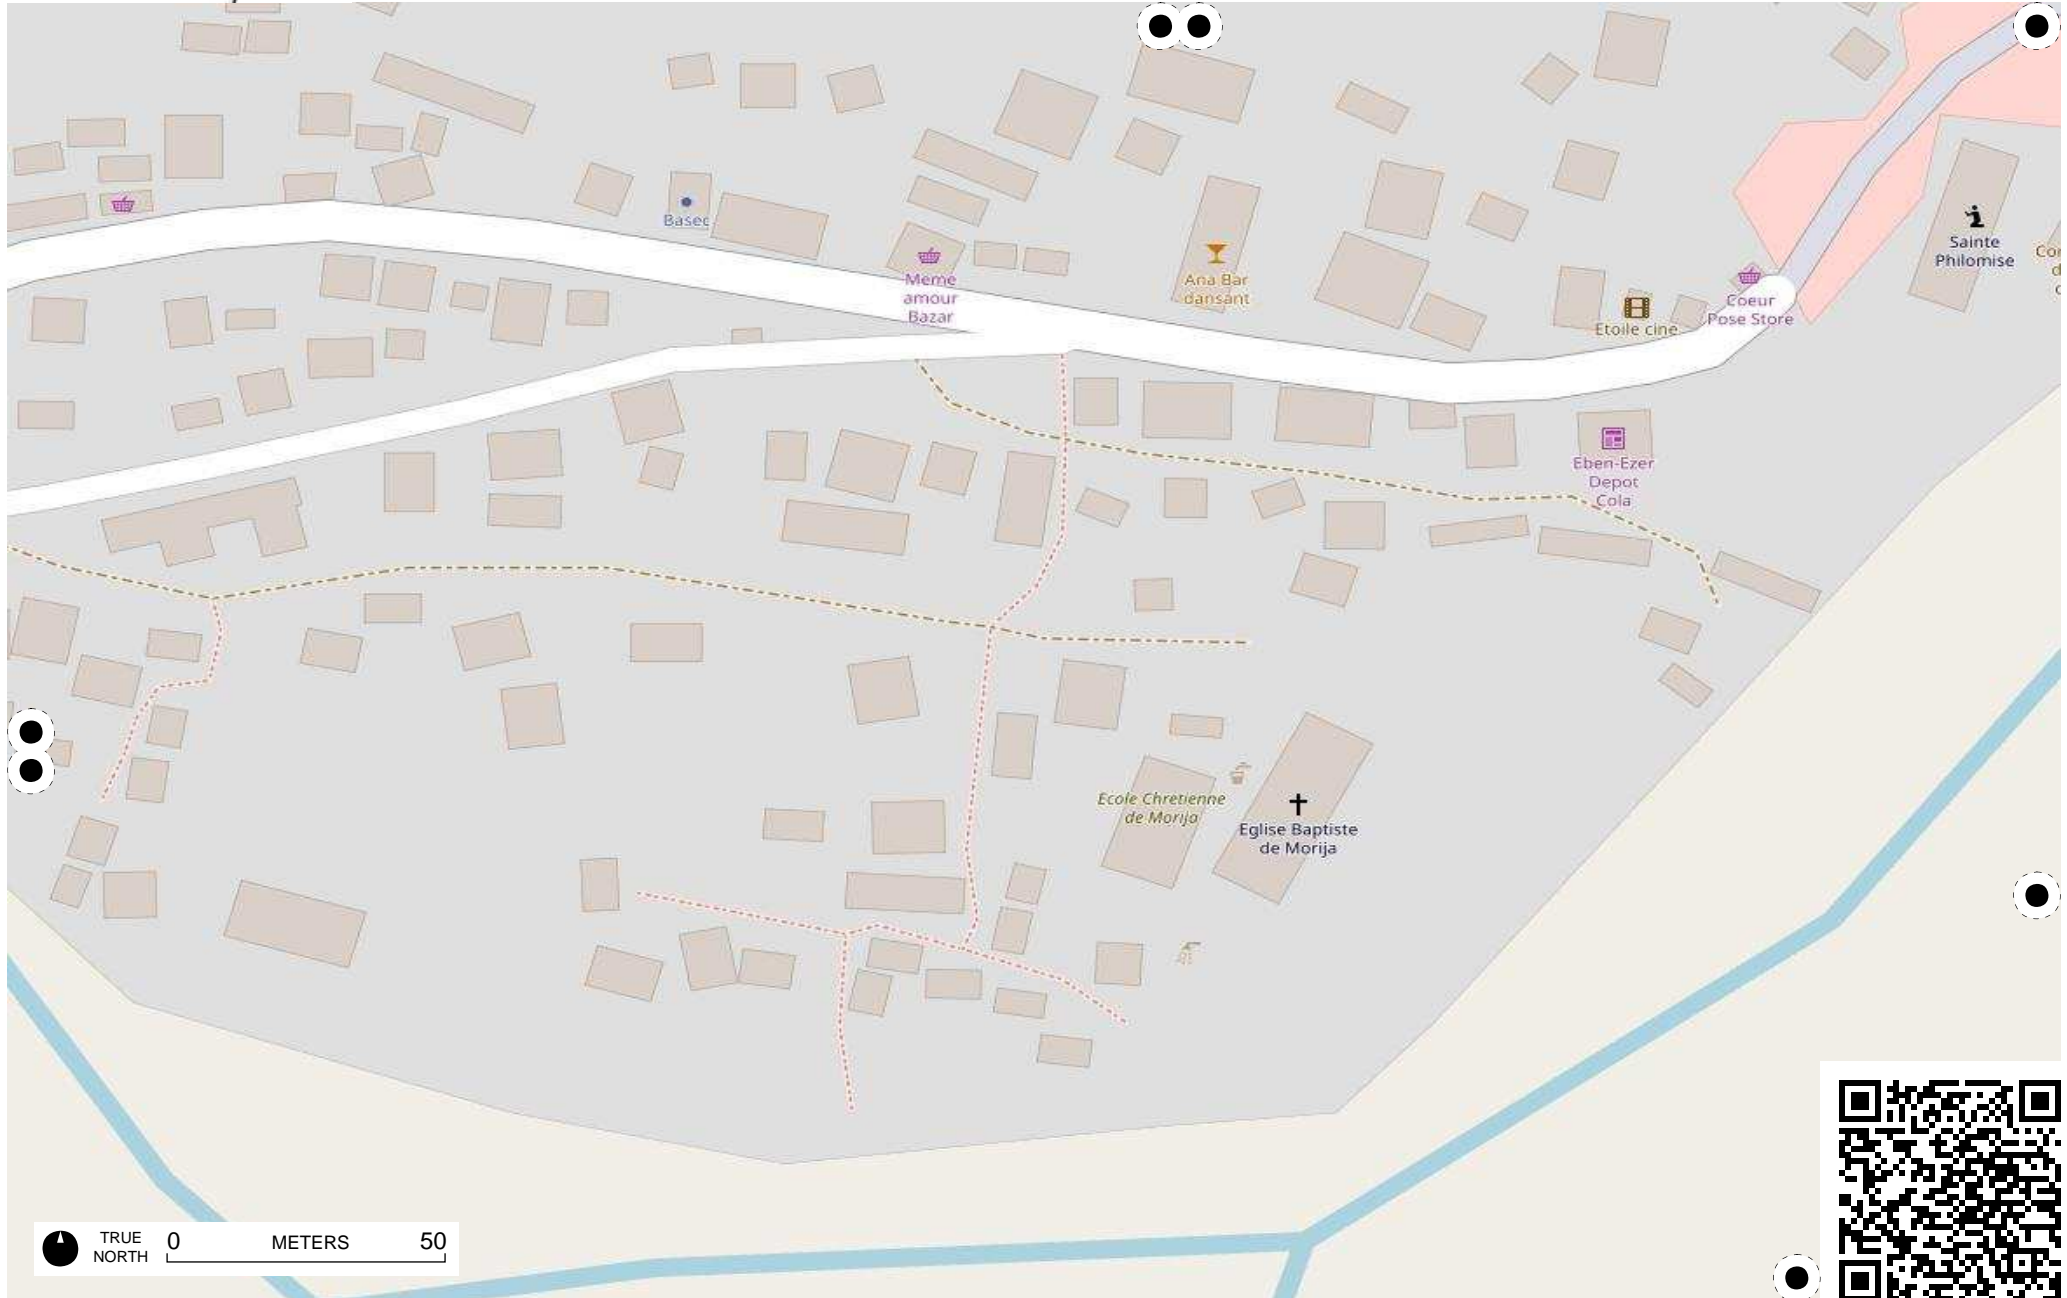 Basec
Meme
amour
Bazar
Ana Bar
dansant
Etoile cine
Coeur
Pose Store
Sainte
Philomise
Eben-Ezer
Depot
Cola
Ecole Chretienne
de Morija
Eglise Baptiste
de Morija
TRUE
NORTH
0 METERS 50